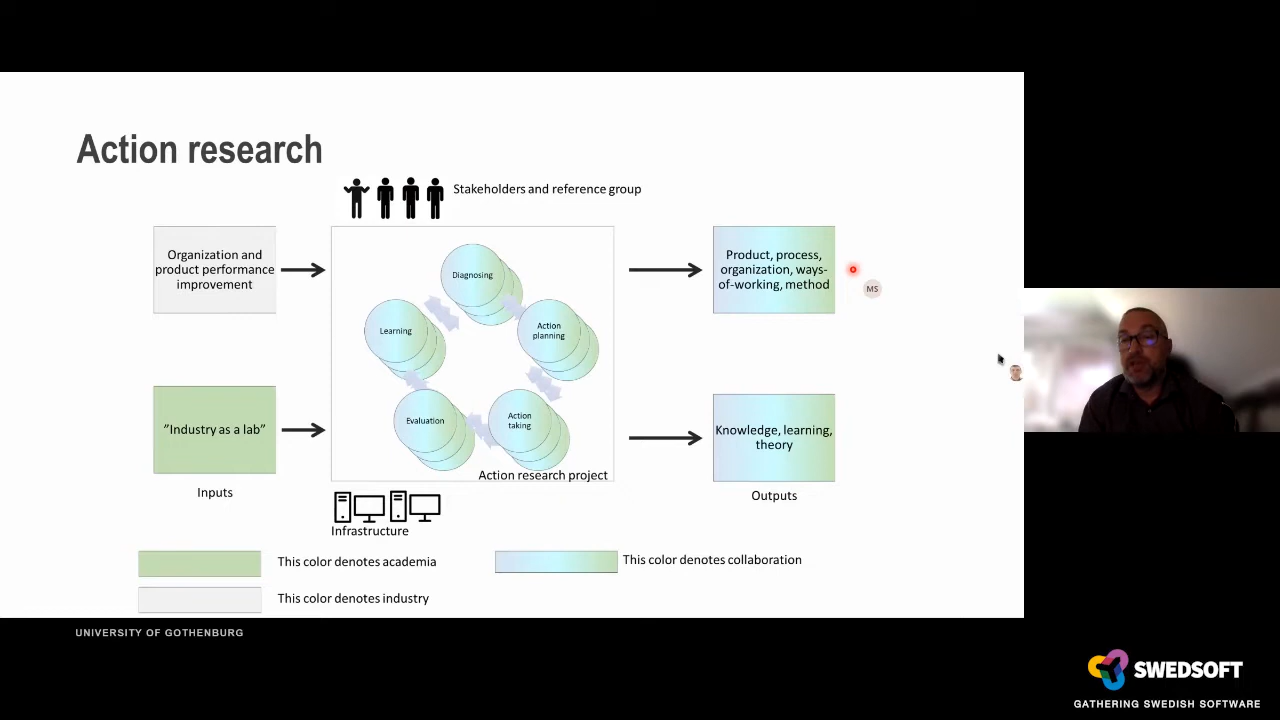 Action research
Stakeholders and reference group
Organization and
product performance
improvement
Diagnosing
Product, process,
organization, ways-
of-working, method
MS
Learning
Action
planning
"Industry as a lab"
Evaluation
Action
taking
Knowledge, learning,
theory
Action research project
Inputs
Outputs
Infrastructure
This color denotes academia
This color denotes collaboration
This color denotes industry
UNIVERSITY OF GOTHENBURG
SWEDSOFT
GATHERING SWEDISH SOFTWARE